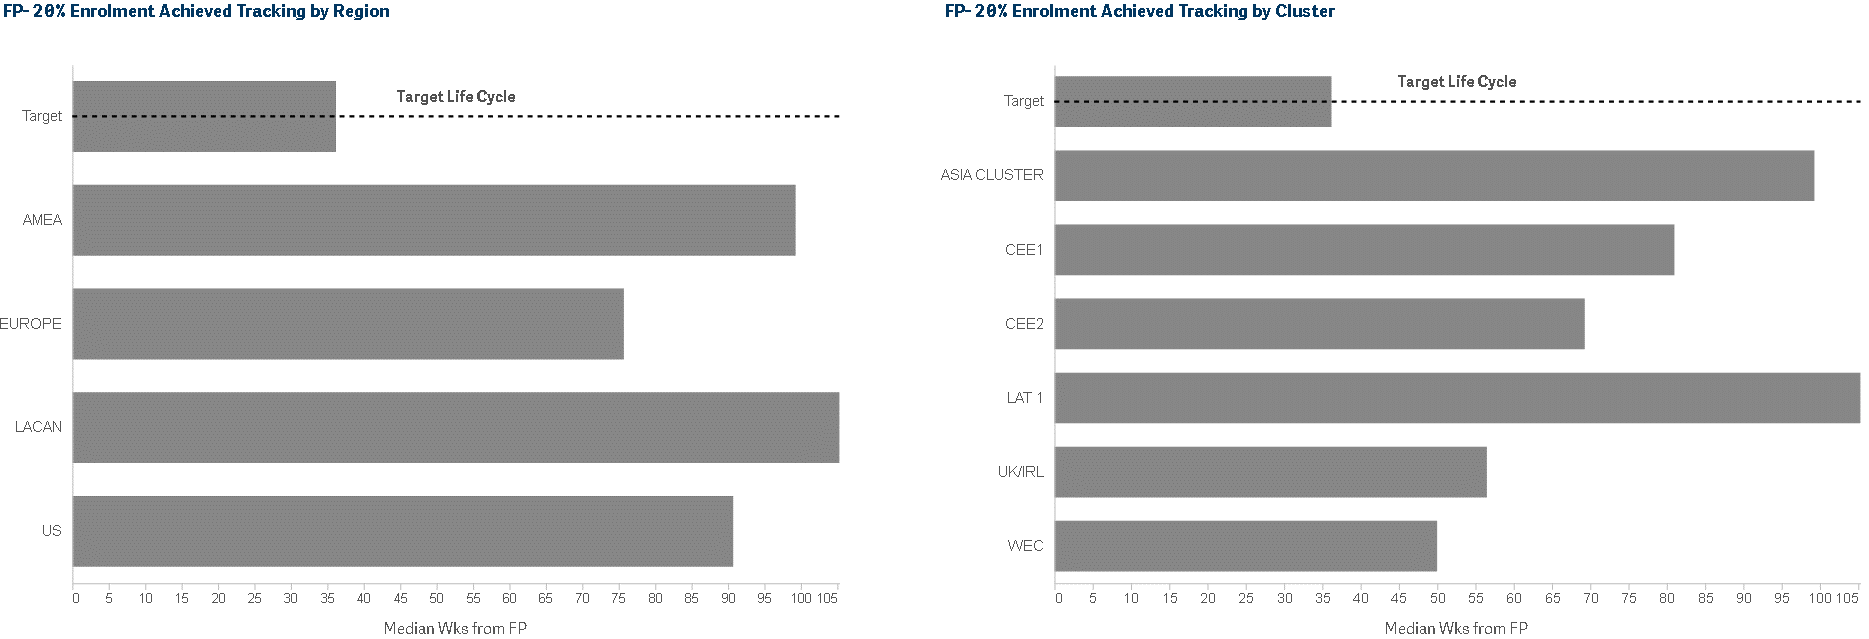 FP- 20% Enrolment Achieved Tracking by Region
Target Life Cycle
Target
AMEA
EUROPE
LACAN
US
0 5 10 15 20 25 30 35 40 45 50 55 60 65 70 75 80 85 90 95 100 105
Median Wks from FP
FP- 20% Enrolment Achieved Tracking by Cluster
Target Life Cycle
Target
ASIA CLUSTER
CEE1
CEE2
LAT 1
UK/IRL
WEC
0 5 10 15 20 25 30 35 40 45 50 55 60 65 70 75 80 85 90 95 100 105
Median Wks from FP